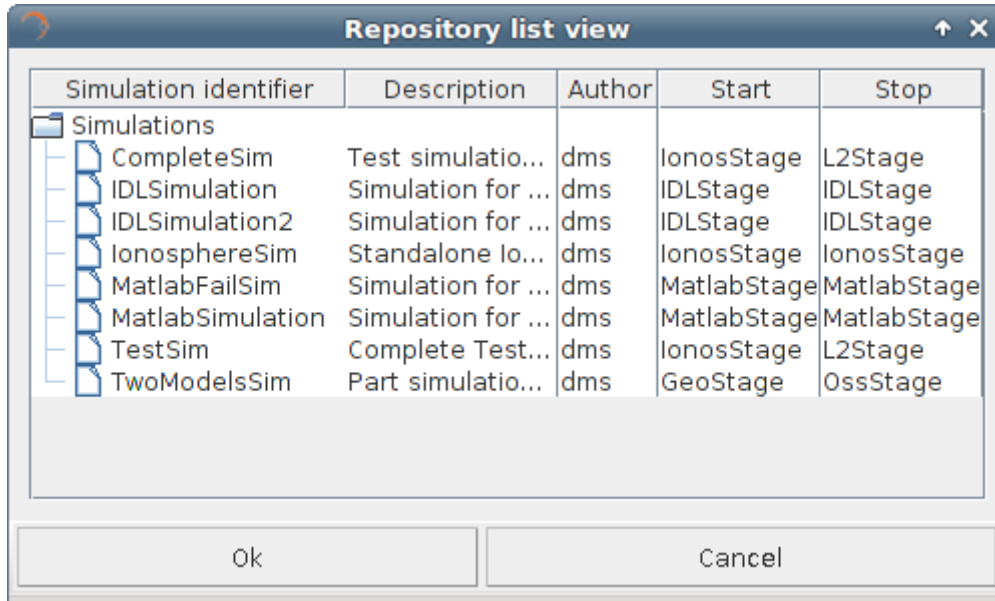 Repository list view
Simulation identifier Description Author Start Stop
Simulations
CompleteSim Test simulatio... dms IonosStage L2Stage
IDLSimulation Simulation for ... dms IDLStage IDLStage
IDLSimulation2 Simulation for ... dms IDLStage IDLStage
IonosphereSim Standalone Io... dms IonosStage IonosStage
MatlabFailSim Simulation for ... dms MatlabStage MatlabStage
MatlabSimulation Simulation for ... dms MatlabStage MatlabStage
TestSim Complete Test... dms IonosStage L2Stage
TwoModelsSim Part simulatio... dms GeoStage OssStage
Ok Cancel